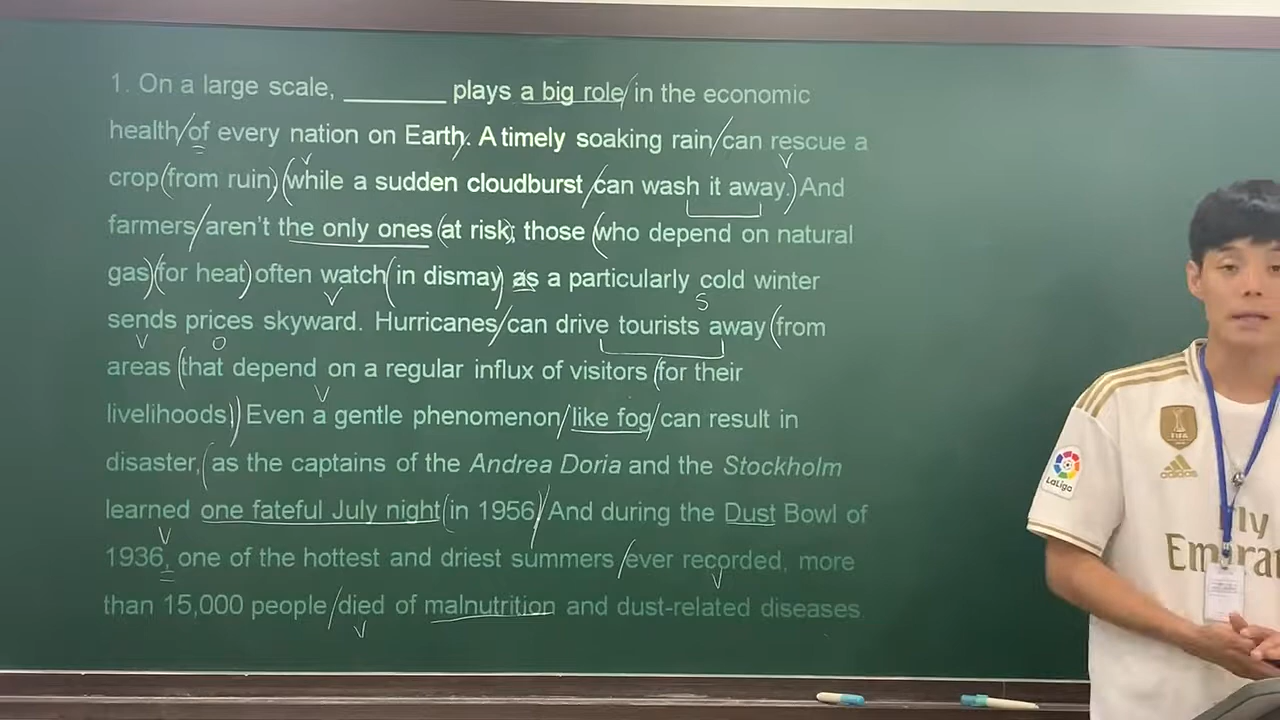 1. On a large scale, ________ plays a big role in the economic
health of every nation on Earth. A timely soaking rain can rescue a
crop from ruin, while a sudden cloudburst can wash it away. And
farmers aren't the only ones at risk; those who depend on natural
gas for heat often watch in dismay as a particularly cold winter
S
sends prices skyward. Hurricanes can drive tourists away from
V O
areas that depend on a regular influx of visitors for their
livelihoods. Even a gentle phenomenon like fog can result in
disaster, as the captains of the Andrea Doria and the Stockholm
learned one fateful July night in 1956. And during the Dust Bowl of
1936, one of the hottest and driest summers ever recorded, more
than 15,000 people died of malnutrition and dust-related diseases.
FIFA
adidas
LaLiga
Fly
Emira